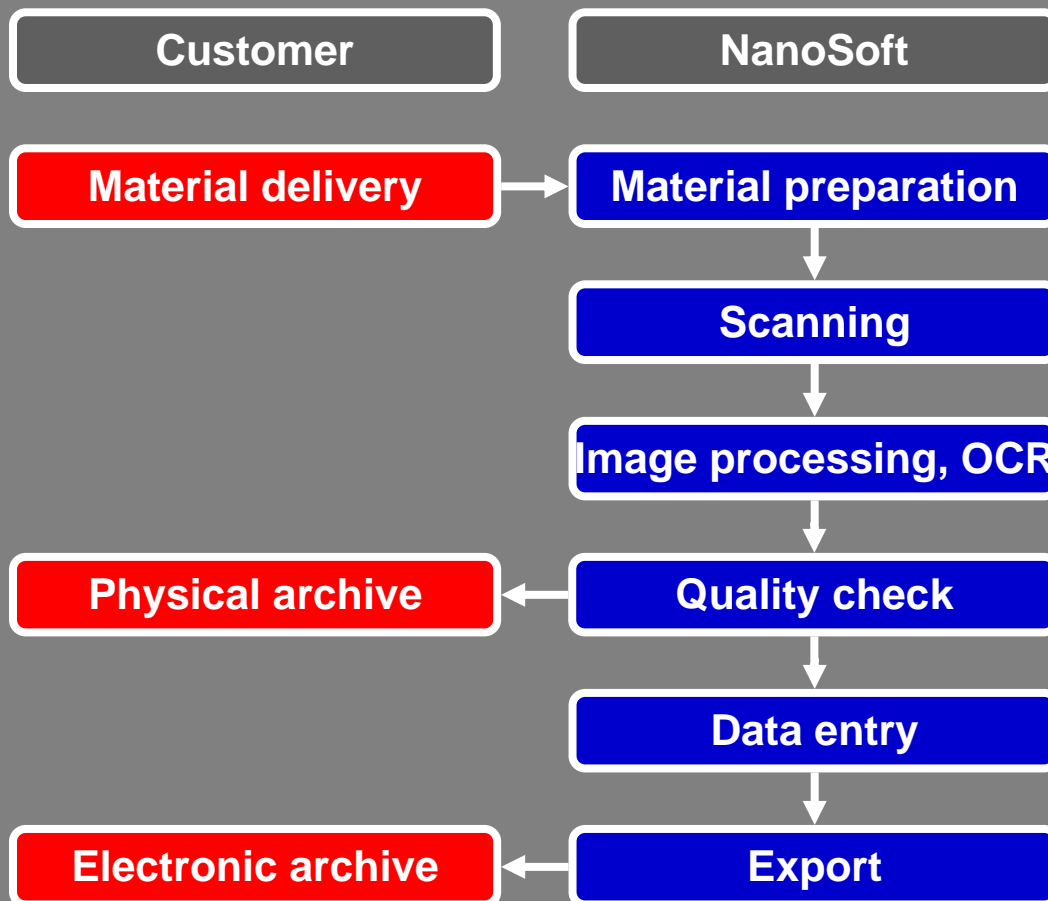 Customer
NanoSoft
Material delivery
Material preparation
Scanning
Image processing, OCR
Physical archive
Quality check
Data entry
Electronic archive
Export